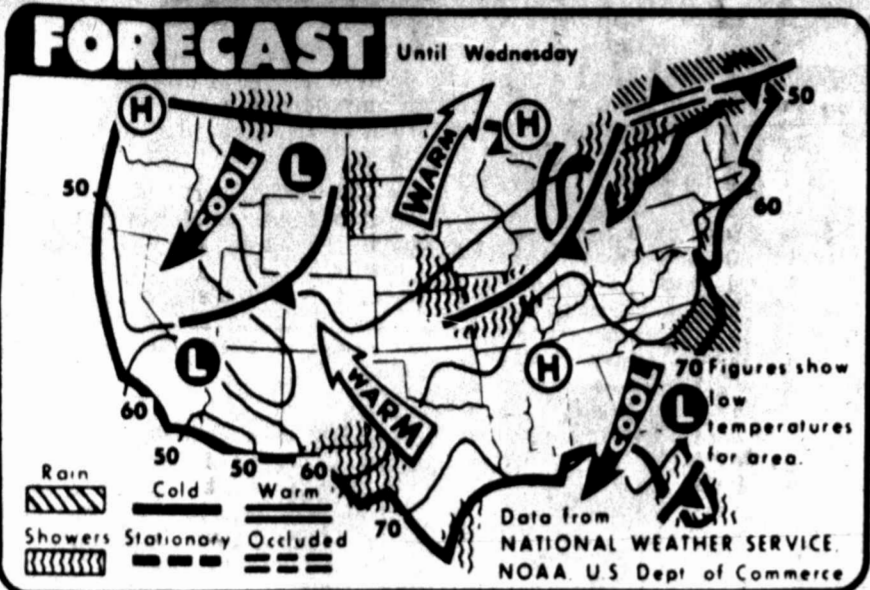 FORECAST
Until Wednesday
H
COOL
L
WARM
H
50
50
60
L
WARM
H
COOL
L
70 Figures show
low
temperatures
for area.
60
50
50
60
70
Rain
Cold
Warm
Showers
Stationary
Occluded
Data from
NATIONAL WEATHER SERVICE,
NOAA. U.S Dept of Commerce